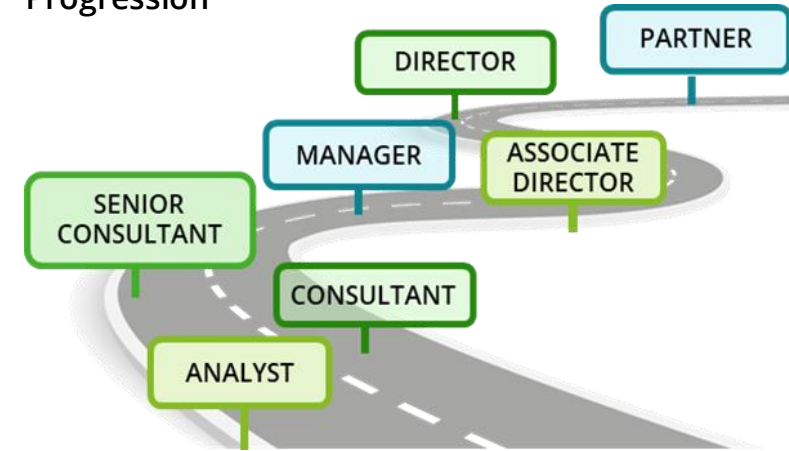 Progression
PARTNER
DIRECTOR
MANAGER
ASSOCIATE
DIRECTOR
SENIOR
CONSULTANT
CONSULTANT
ANALYST